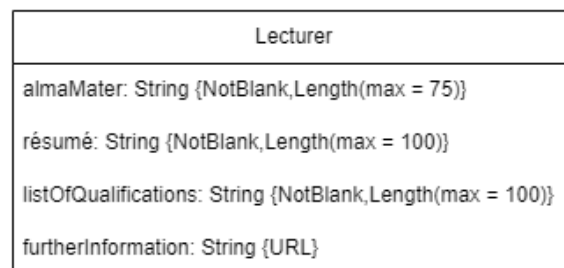 Lecturer
almaMater: String {NotBlank,Length(max = 75)}
résumé: String {NotBlank,Length(max = 100)}
listOfQualifications: String {NotBlank,Length(max = 100)}
furtherInformation: String {URL}